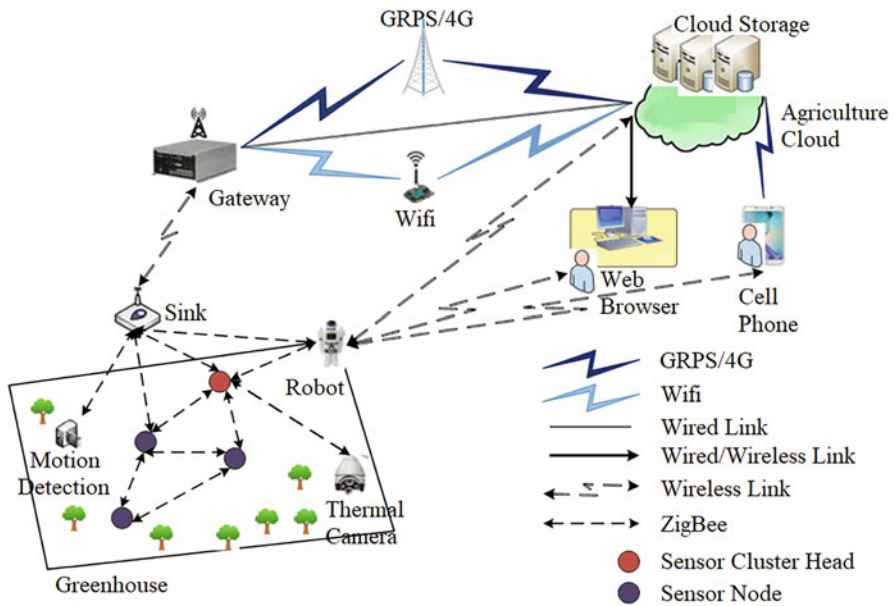 GRPS/4G
Cloud Storage
Agriculture
Cloud
Gateway
Wifi
Web
Browser
Cell
Phone
Sink
Robot
Motion
Detection
Thermal
Camera
Greenhouse
GRPS/4G
Wifi
Wired Link
Wired/Wireless Link
Wireless Link
ZigBee
Sensor Cluster Head
Sensor Node